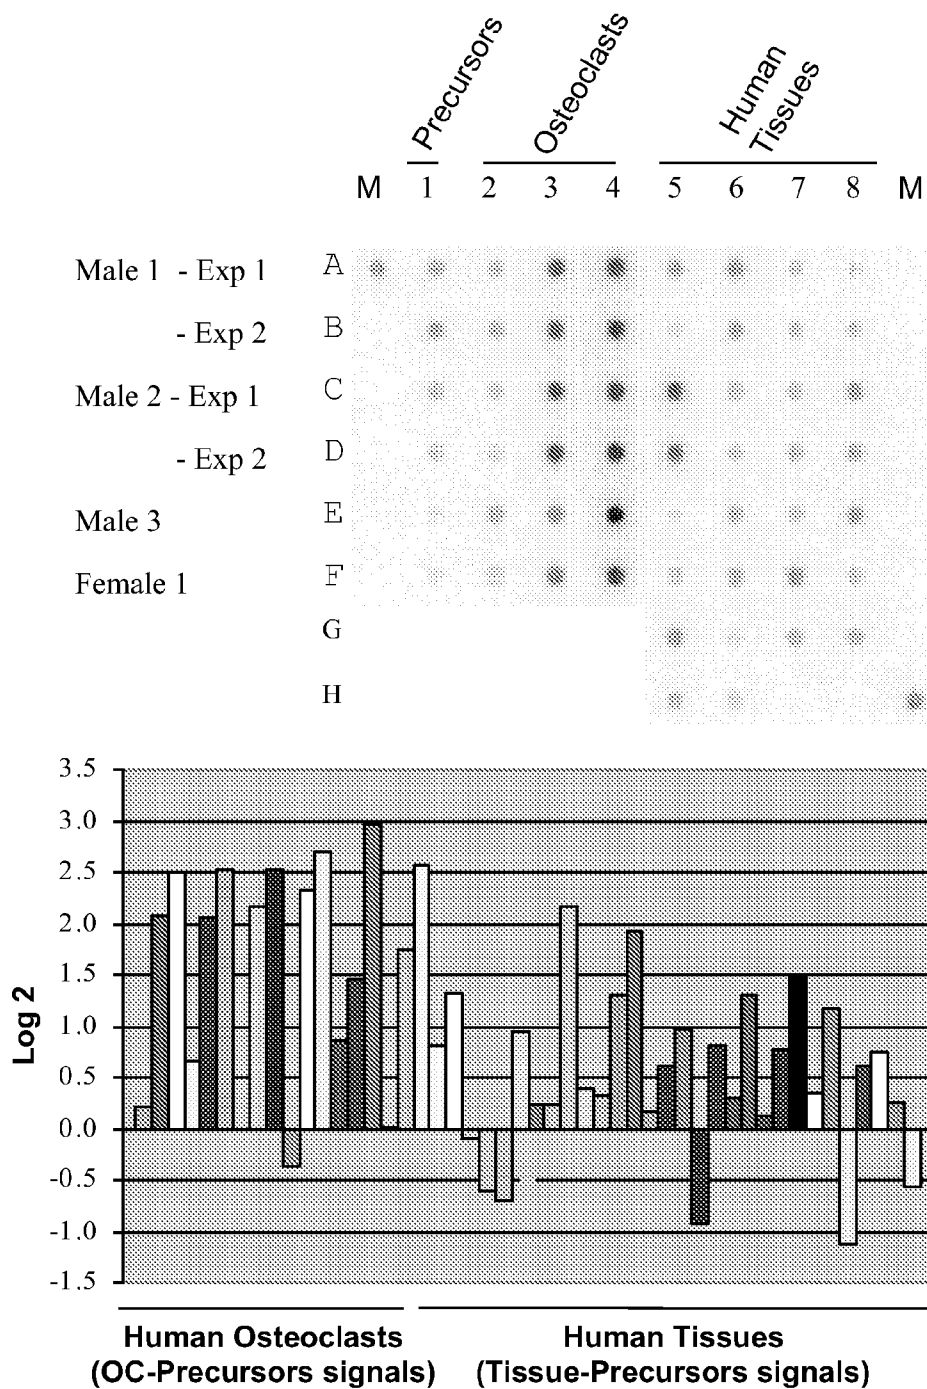 Precursors
Osteoclasts
Human
Tissues
M 1 2 3 4 5 6 7 8 M
Male 1 - Exp 1 A
- Exp 2 B
Male 2 - Exp 1 C
- Exp 2 D
Male 3 E
Female 1 F
G
H
3.5
3.0
2.5
2.0
1.5
1.0
0.5
0.0
-0.5
-1.0
-1.5
Log 2
Human Osteoclasts
(OC-Precursors signals)
Human Tissues
(Tissue-Precursors signals)